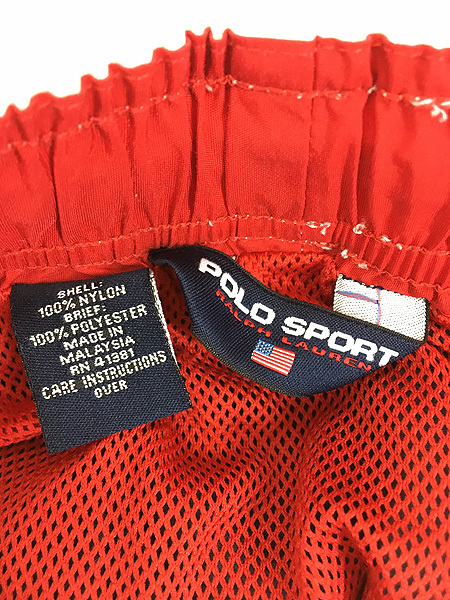 SHELL:
100% NYLON
BRIEF:
100% POLYESTER
MADE IN
MALAYSIA
RN 41381
CARE INSTRUCTIONS
OVER
POLO SPORT
RALPH LAUREN